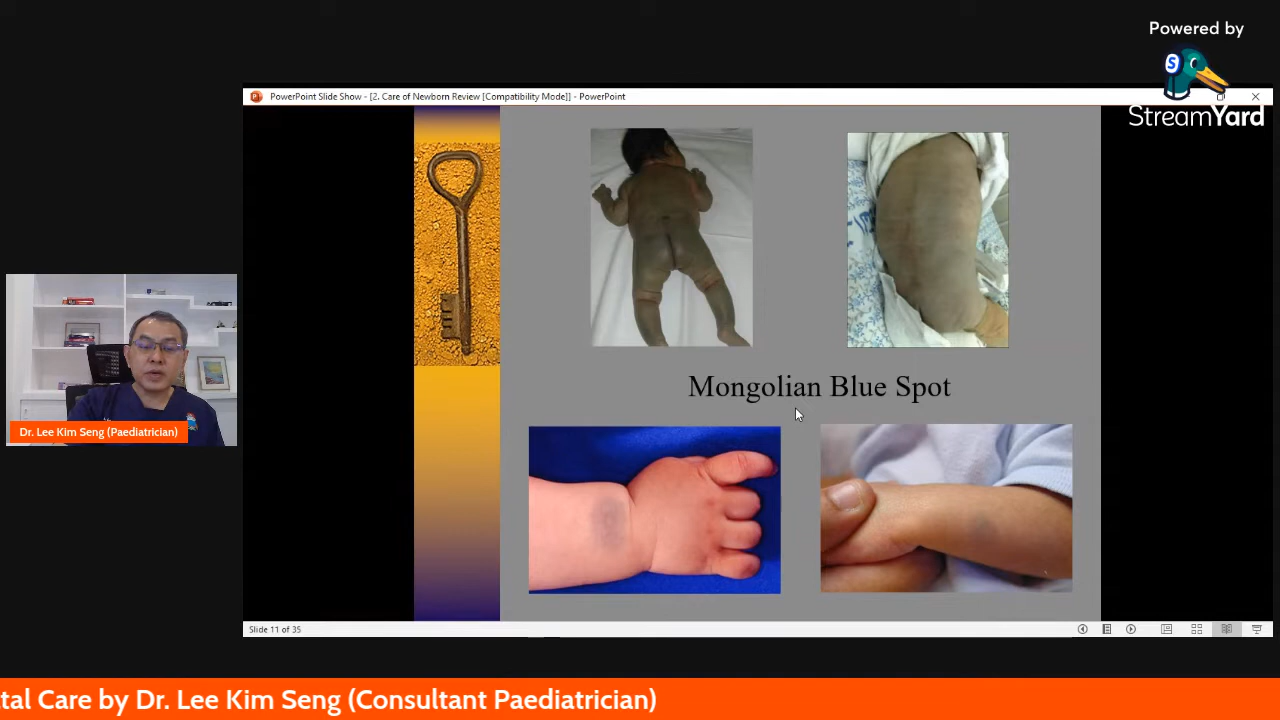 Powered by
S
StreamYard
PowerPoint Slide Show - [2. Care of Newborn Review [Compatibility Mode]] - PowerPoint
Mongolian Blue Spot
Dr. Lee Kim Seng (Paediatrician)
Slide 11 of 35
tal Care by Dr. Lee Kim Seng (Consultant Paediatrician)